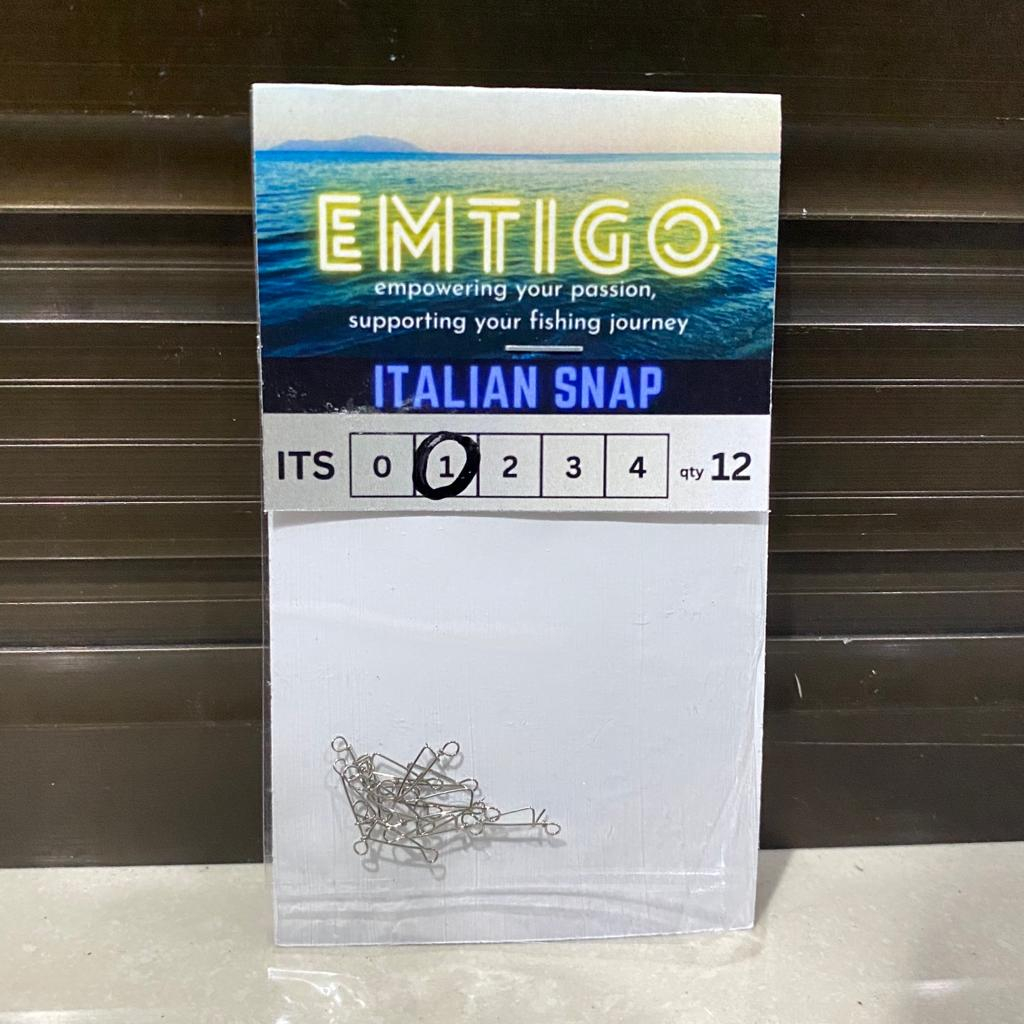 EMTIGO
empowering your passion,
supporting your fishing journey
ITALIAN SNAP
ITS 0 1 2 3 4 qty 12